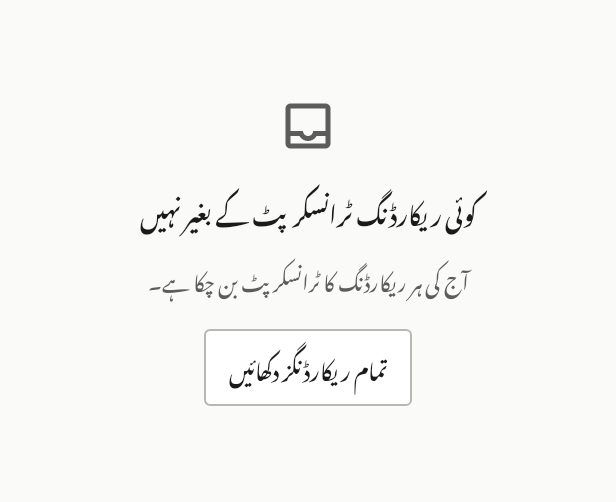 کوئی ریکارڈنگ ٹرانسکرپٹ کے بغیر نہیں
آج کی ہر ریکارڈنگ کا ٹرانسکرپٹ بن چکا ہے۔
تمام ریکارڈنگز دکھائیں